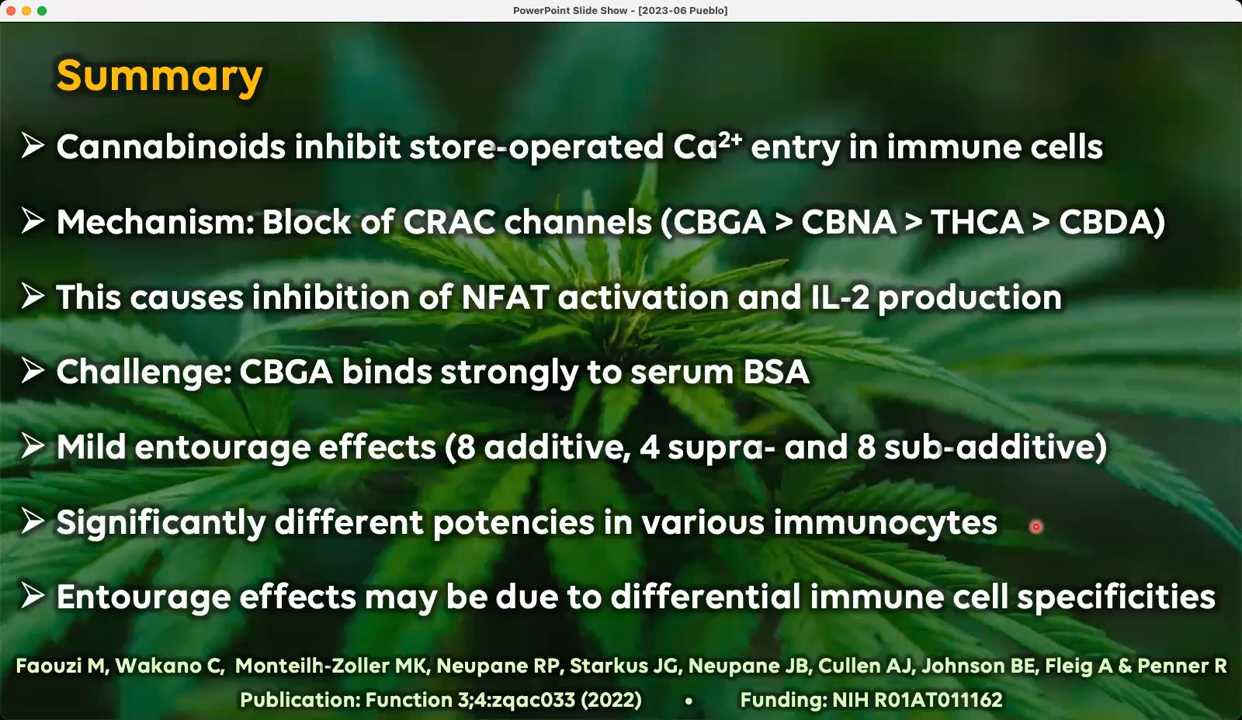 PowerPoint Slide Show - [2023-06 Pueblo]
Summary
➢ Cannabinoids inhibit store-operated Ca²⁺ entry in immune cells
➢ Mechanism: Block of CRAC channels (CBGA > CBNA > THCA > CBDA)
➢ This causes inhibition of NFAT activation and IL-2 production
➢ Challenge: CBGA binds strongly to serum BSA
➢ Mild entourage effects (8 additive, 4 supra- and 8 sub-additive)
➢ Significantly different potencies in various immunocytes
➢ Entourage effects may be due to differential immune cell specificities
Faouzi M, Wakano C, Monteilh-Zoller MK, Neupane RP, Starkus JG, Neupane JB, Cullen AJ, Johnson BE, Fleig A & Penner R
Publication: Function 3;4:zqac033 (2022) • Funding: NIH R01AT011162